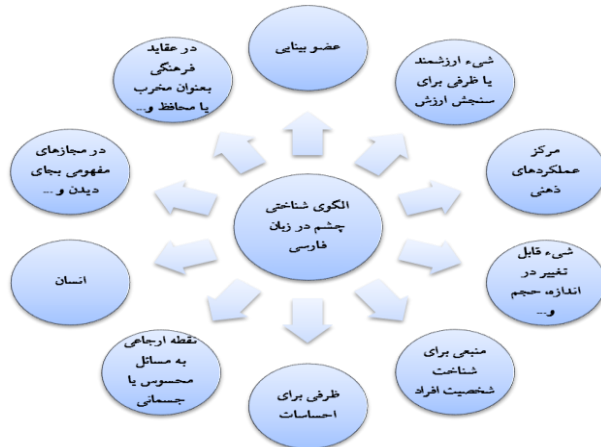 عضو بینایی
شیء ارزشمند
یا ظرفی برای
سنجش ارزش
مرکز
عملکردهای
ذهنی
شیء قابل
تغییر در
اندازه، حجم
و...
منبعی برای
شناخت
شخصیت افراد
ظرفی برای
احساسات
نقطه ارجاعی
به مسائل
محسوس یا
جسمانی
انسان
در مجازهای
مفهومی بجای
دیدن و ...
در عقاید
فرهنگی
بعنوان مخرب
یا محافظ و...
الگوی شناختی
چشم در زبان
فارسی